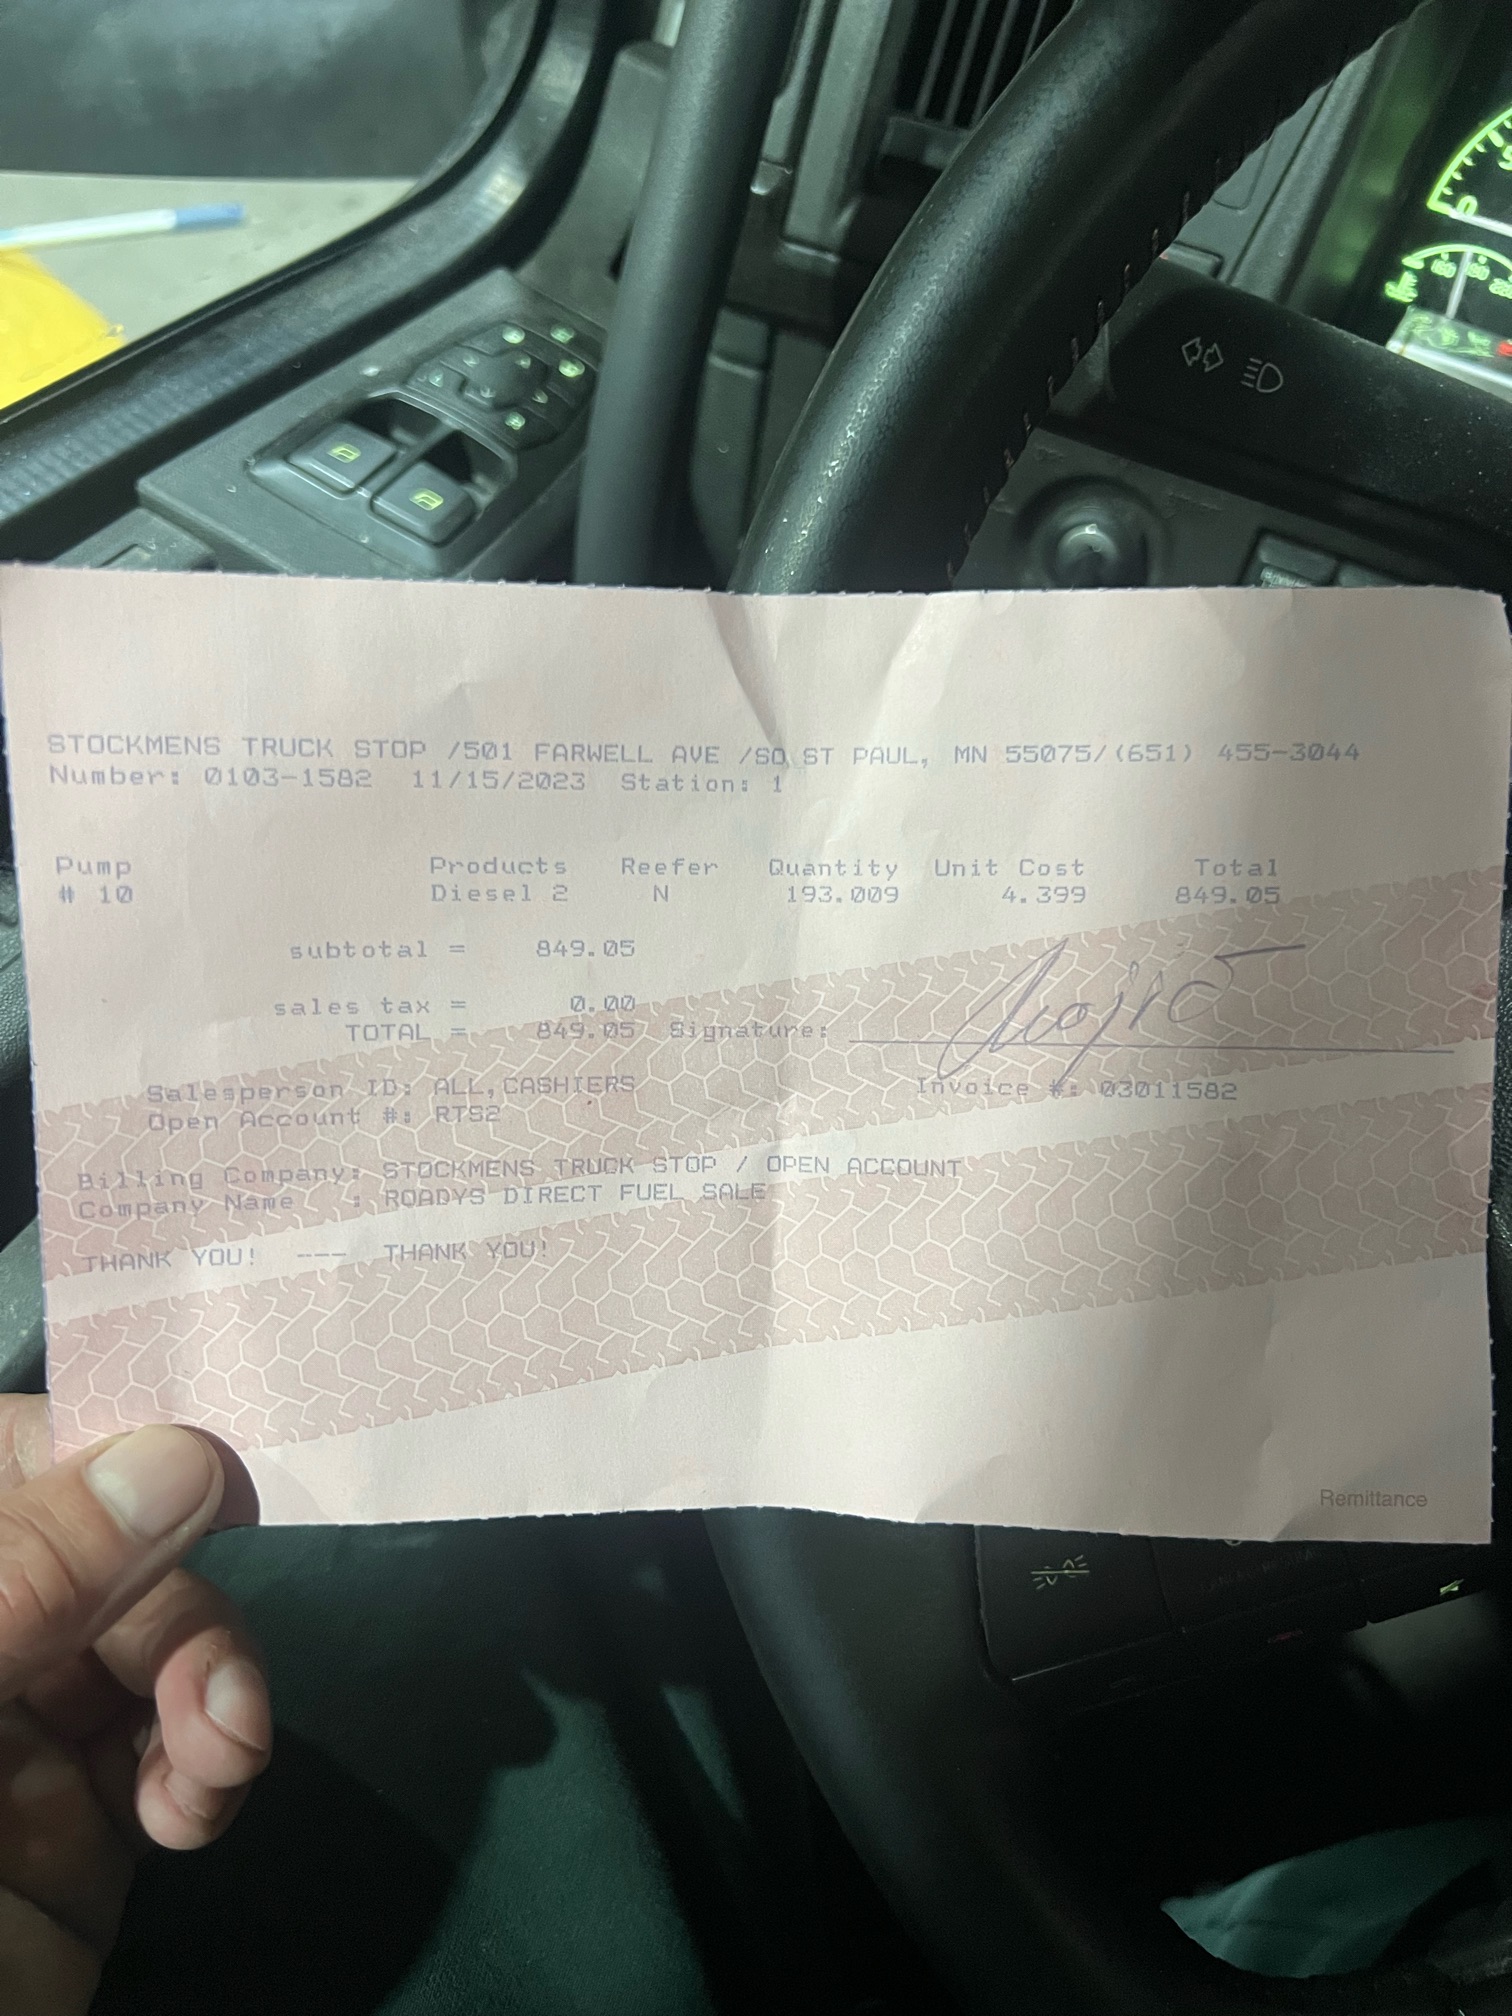 STOCKMENS TRUCK STOP /501 FARWELL AVE /SO ST PAUL, MN 55075/(651) 455-3044
Number: 0103-1582 11/15/2023 Station: 1
Pump Products Reefer Quantity Unit Cost Total
# 10 Diesel 2 N 193.009 4.399 849.05
subtotal = 849.05
sales tax = 0.00
TOTAL = 849.05 Signature:
Salesperson ID: ALL,CASHIERS Invoice #: 03011582
Open Account #: RTS2
Billing Company: STOCKMENS TRUCK STOP / OPEN ACCOUNT
Company Name : ROADYS DIRECT FUEL SALE
THANK YOU! --- THANK YOU!
Remittance